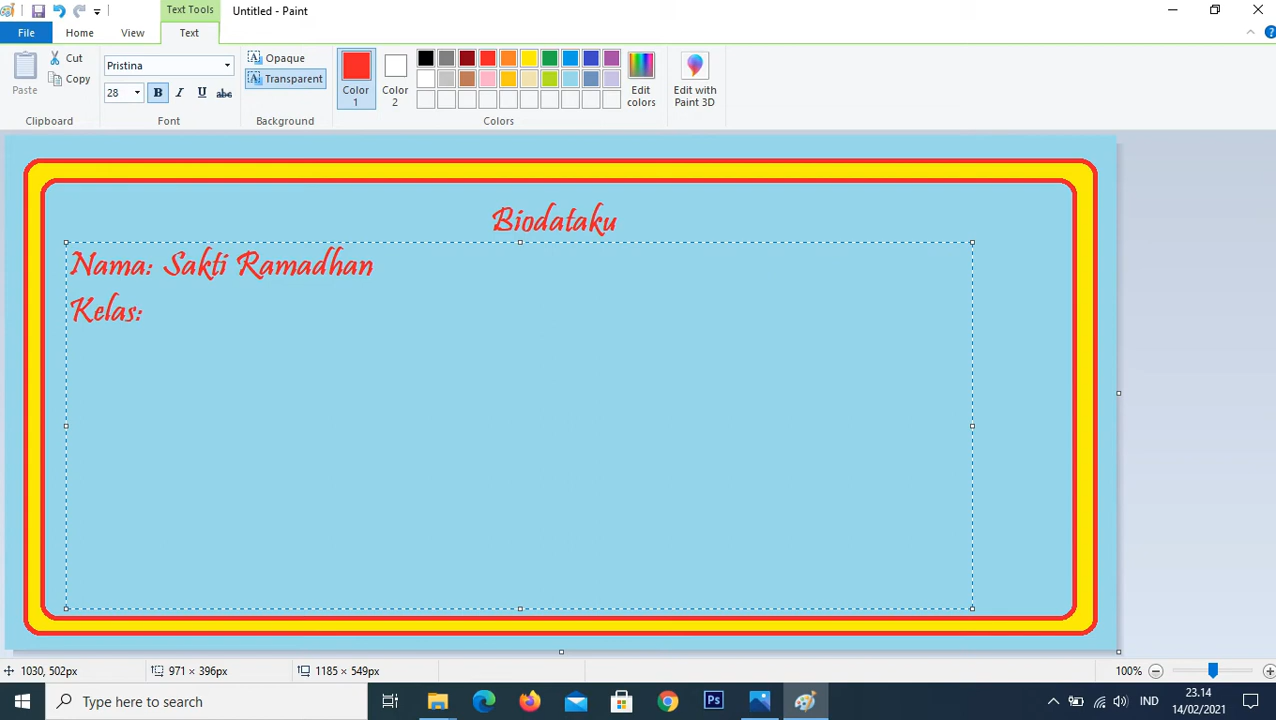 Text Tools
Untitled - Paint
File
Home
View
Text
Paste
Cut
Copy
Clipboard
Pristina
28
B I U abc
Font
Opaque
Transparent
Background
Color 1
Color 2
Colors
Edit colors
Edit with Paint 3D
Biodataku
Nama: Sakti Ramadhan
Kelas:
1030, 502px
971 × 396px
1185 × 549px
100%
Type here to search
Ps
IND
23.14
14/02/2021